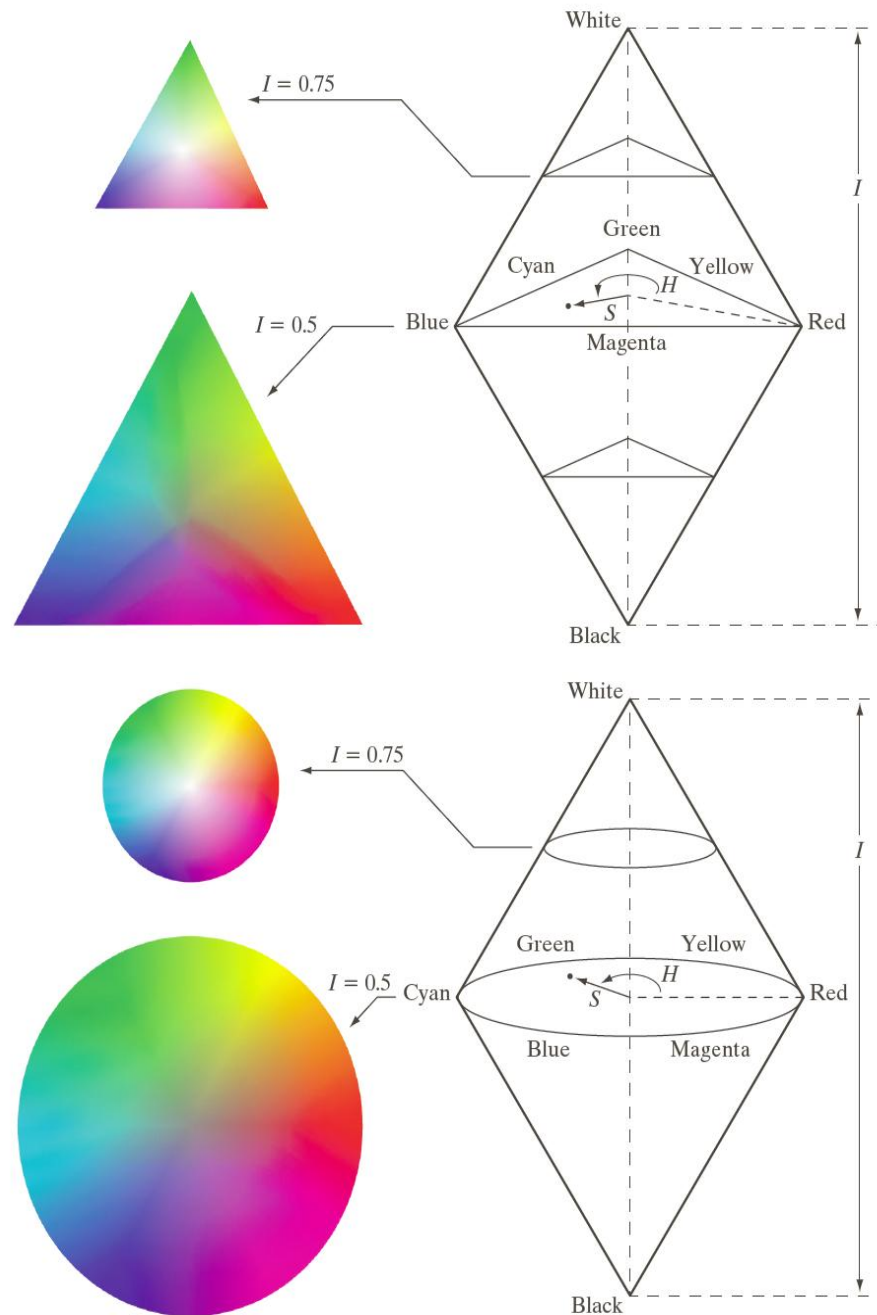 White
I = 0.75
I
Green
Cyan
Yellow
H
S
I = 0.5
Blue
Red
Magenta
Black
White
I = 0.75
I
Green
Yellow
H
I = 0.5
Cyan
S
Red
Blue
Magenta
Black